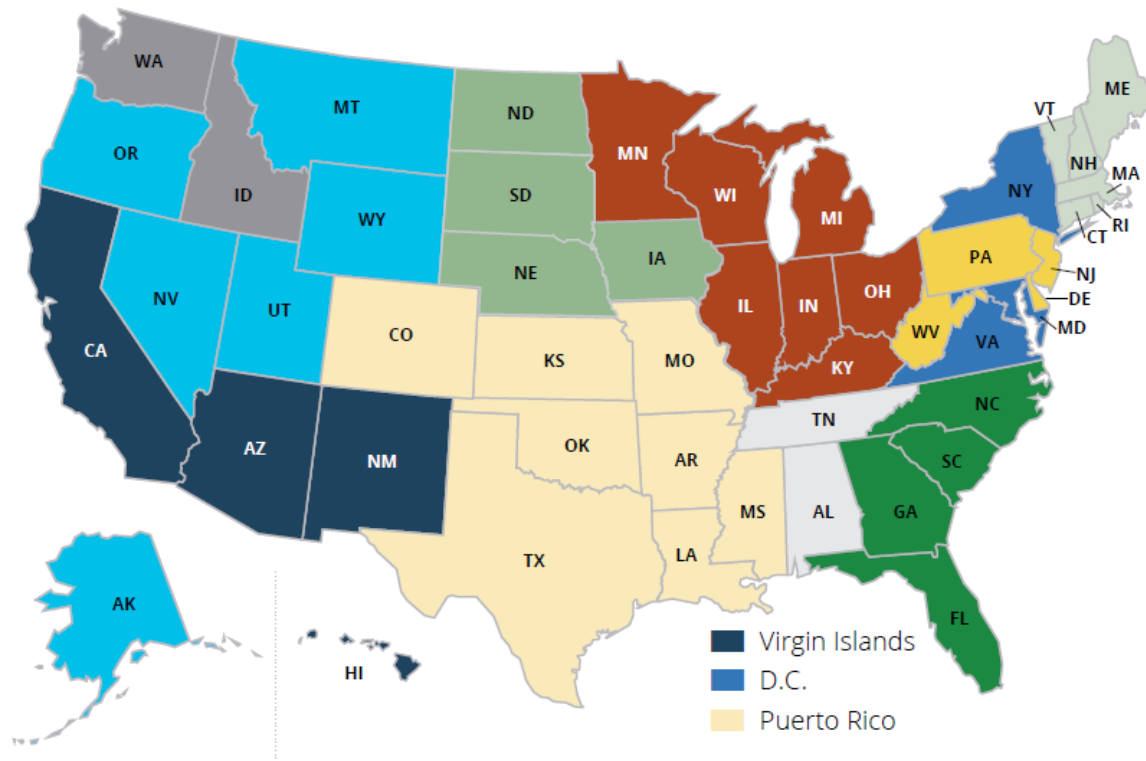 WA
MT
ND
ME
VT
OR
MN
NH
ID
SD
WI
NY
MA
WY
MI
RI
CT
NE
IA
PA
NJ
NV
UT
IL
IN
OH
DE
MD
CO
WV
VA
CA
KS
MO
KY
NC
TN
AZ
NM
OK
AR
SC
MS
AL
GA
TX
LA
AK
FL
HI
Virgin Islands
D.C.
Puerto Rico